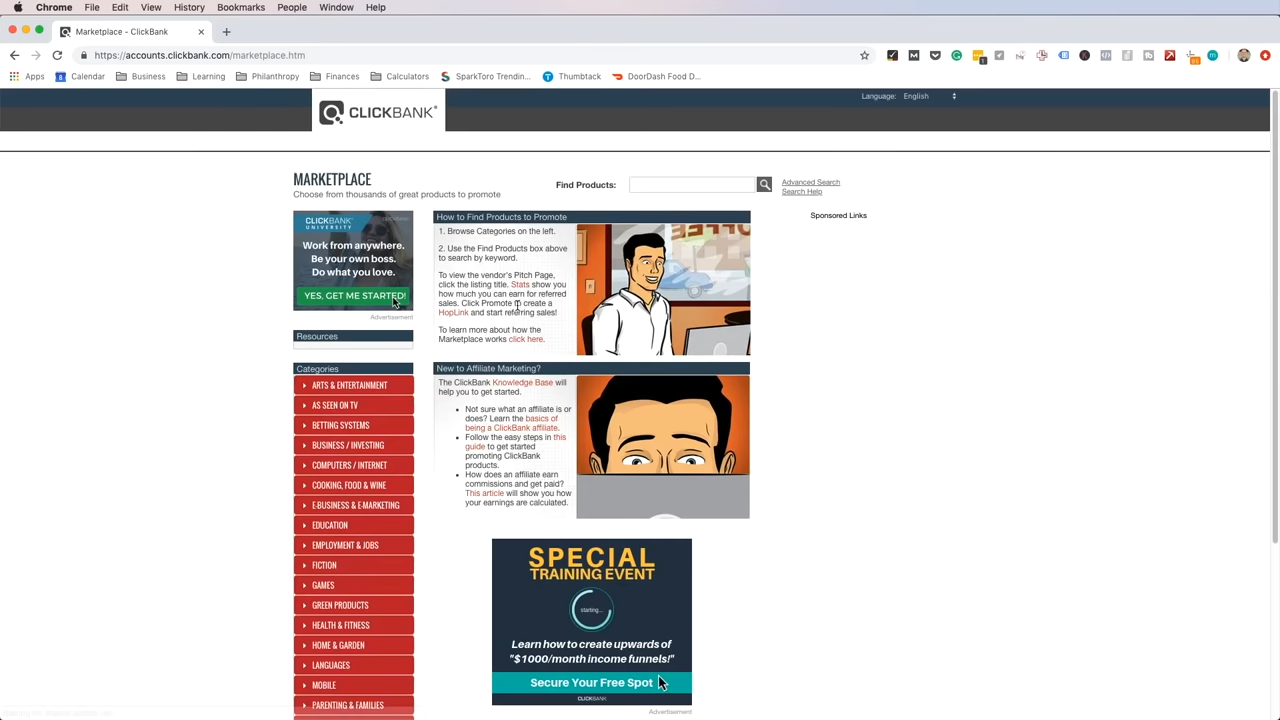 Chrome File Edit View History Bookmarks People Window Help
Marketplace - ClickBank
https://accounts.clickbank.com/marketplace.htm
Apps Calendar Business Learning Philanthropy Finances Calculators SparkToro Trendin... Thumbtack DoorDash Food D...
Language: English
CLICKBANK
MARKETPLACE
Choose from thousands of great products to promote
Find Products:
Advanced Search
Search Help
Sponsored Links
CLICKBANK
UNIVERSITY
CLICKBANK
Work from anywhere.
Be your own boss.
Do what you love.
YES, GET ME STARTED!
Advertisement
Resources
Categories
ARTS & ENTERTAINMENT
AS SEEN ON TV
BETTING SYSTEMS
BUSINESS / INVESTING
COMPUTERS / INTERNET
COOKING, FOOD & WINE
E-BUSINESS & E-MARKETING
EDUCATION
EMPLOYMENT & JOBS
FICTION
GAMES
GREEN PRODUCTS
HEALTH & FITNESS
HOME & GARDEN
LANGUAGES
MOBILE
PARENTING & FAMILIES
How to Find Products to Promote
1. Browse Categories on the left.
2. Use the Find Products box above
to search by keyword.
To view the vendor's Pitch Page,
click the listing title. Stats show you
how much you can earn for referred
sales. Click Promote to create a
HopLink and start referring sales!
To learn more about how the
Marketplace works click here.
COFFEE
New to Affiliate Marketing?
The ClickBank Knowledge Base will
help you to get started.
Not sure what an affiliate is or
does? Learn the basics of
being a ClickBank affiliate.
Follow the easy steps in this
guide to get started
promoting ClickBank
products.
How does an affiliate earn
commissions and get paid?
This article will show you how
your earnings are calculated.
SPECIAL
TRAINING EVENT
starting...
Learn how to create upwards of
"$1000/month income funnels!"
Secure Your Free Spot
CLICKBANK
Advertisement